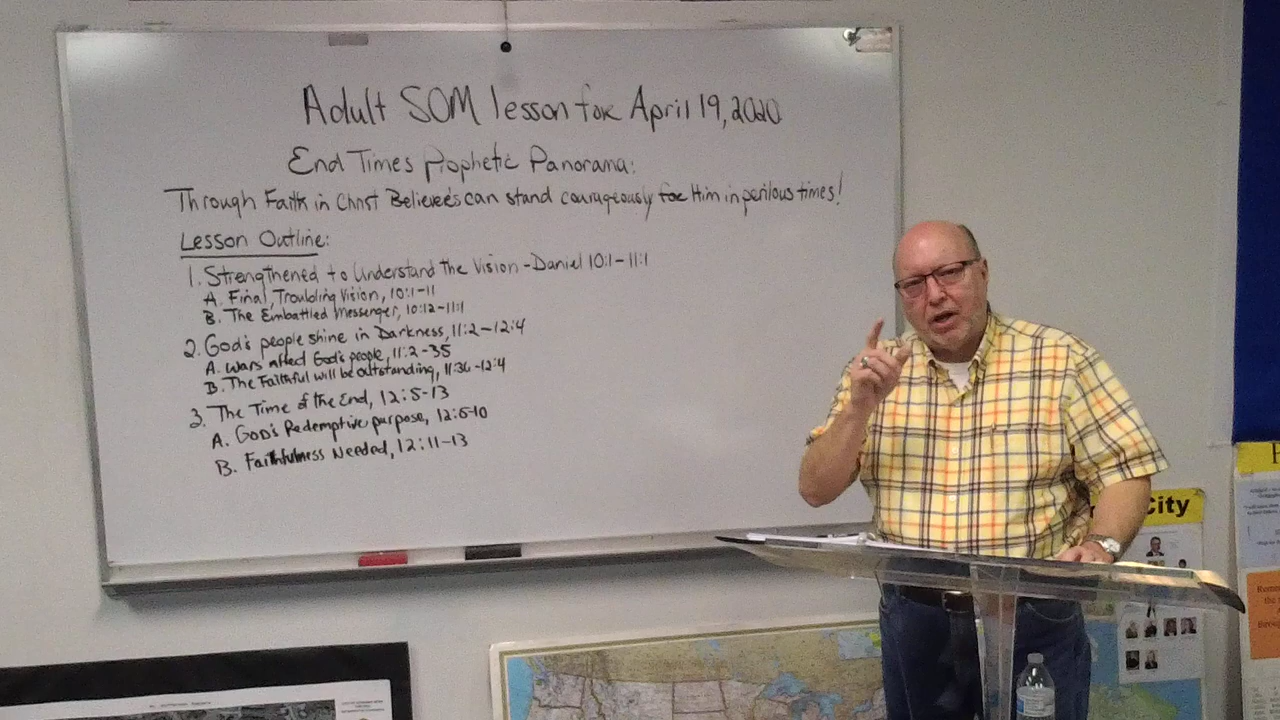 Adult SOM lesson for April 19, 2020
End Times Prophetic Panorama:
Through Faith in Christ Believers can stand courageously for Him in perilous times!
Lesson Outline:
1. Strengthened to Understand the Vision - Daniel 10:1-11:1
A. Final, Troubling Vision, 10:1-11
B. The Embattled Messenger, 10:12-11:1
2. God's people shine in Darkness, 11:2-12:4
A. Wars affect God's people, 11:2-35
B. The Faithful will be outstanding, 11:36-12:4
3. The Time of the End, 12:5-13
A. God's Redemptive purpose, 12:5-10
B. Faithfulness Needed, 12:11-13
City